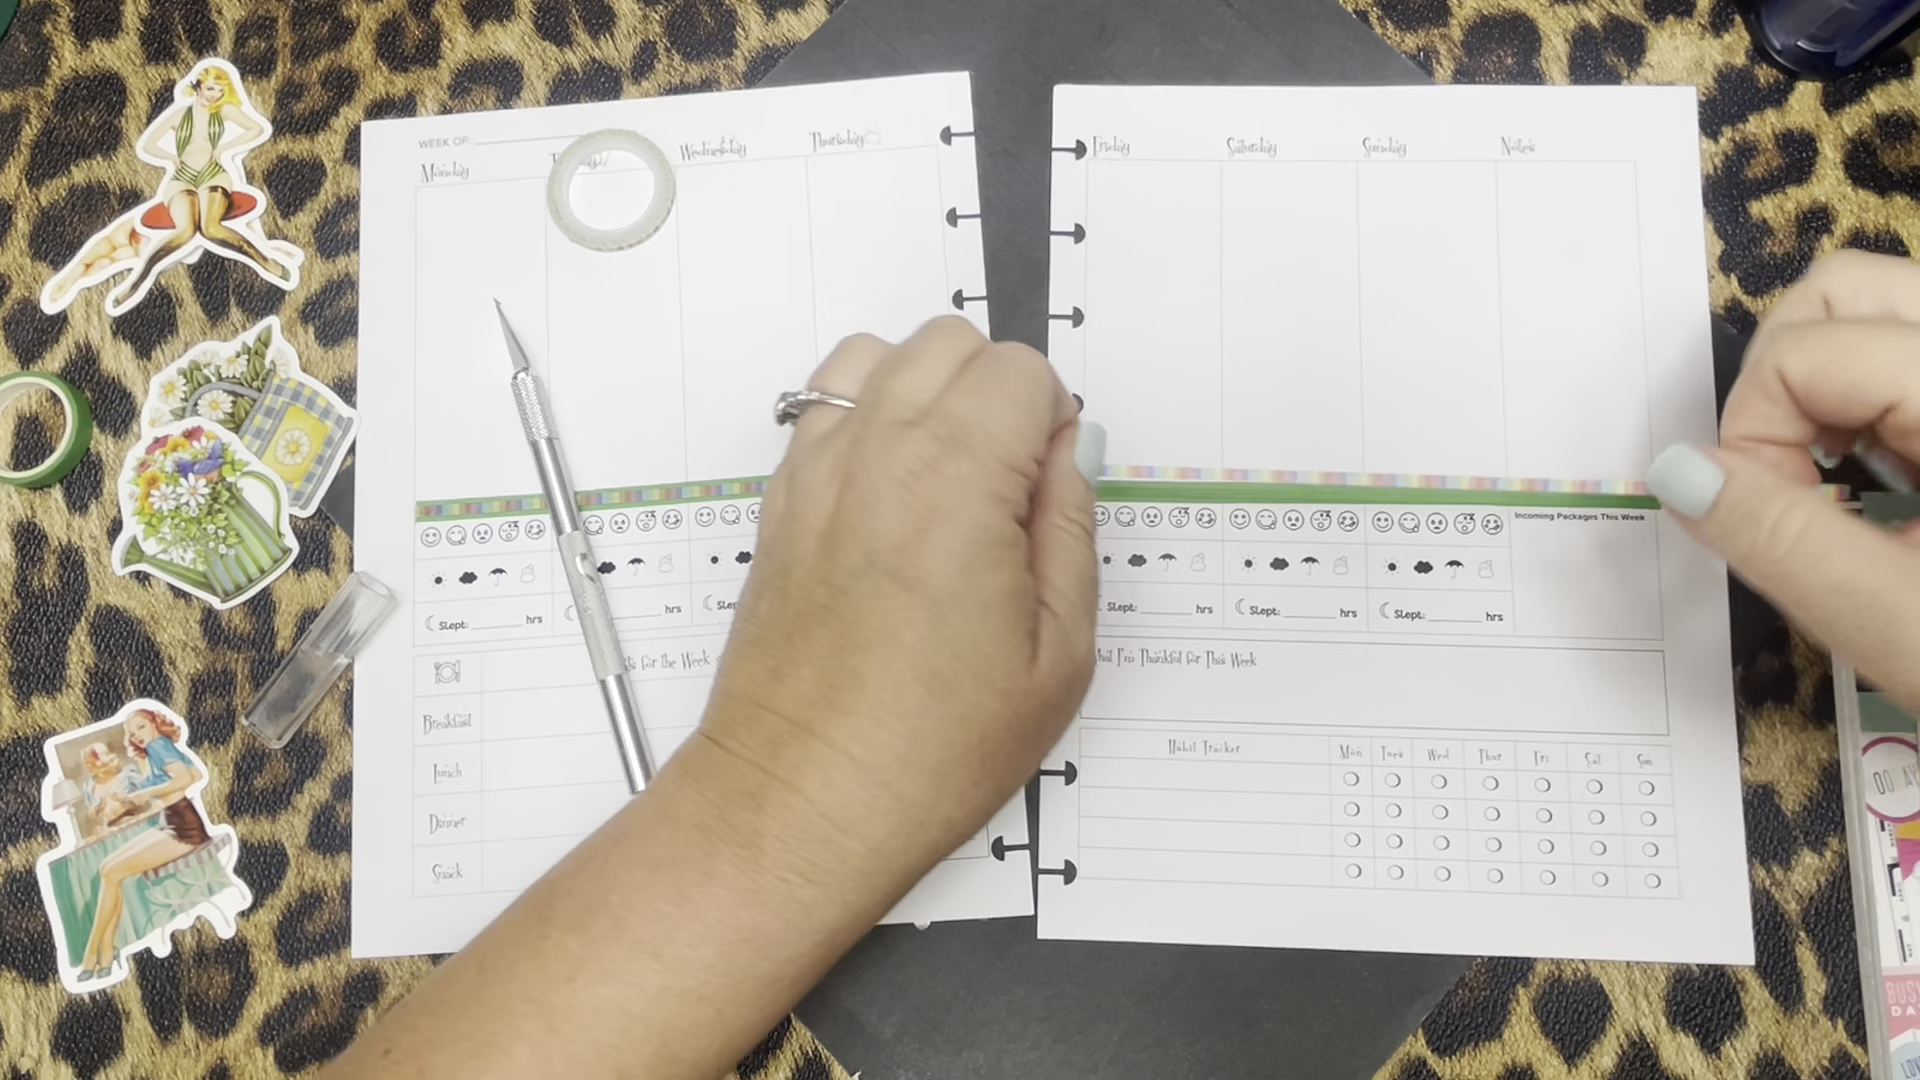 WEEK OF:
Monday
Wednesday
Thursday
Friday
Saturday
Sunday
Notes
Incoming Packages This Week
Slept: hrs
hrs
Slept: hrs
Slept: hrs
Slept: hrs
for the Week
I'm Thankful for This Week
Breakfast
Lunch
Dinner
Snack
Habit Tracker Mon Tues Wed Thur Fri Sat Sun